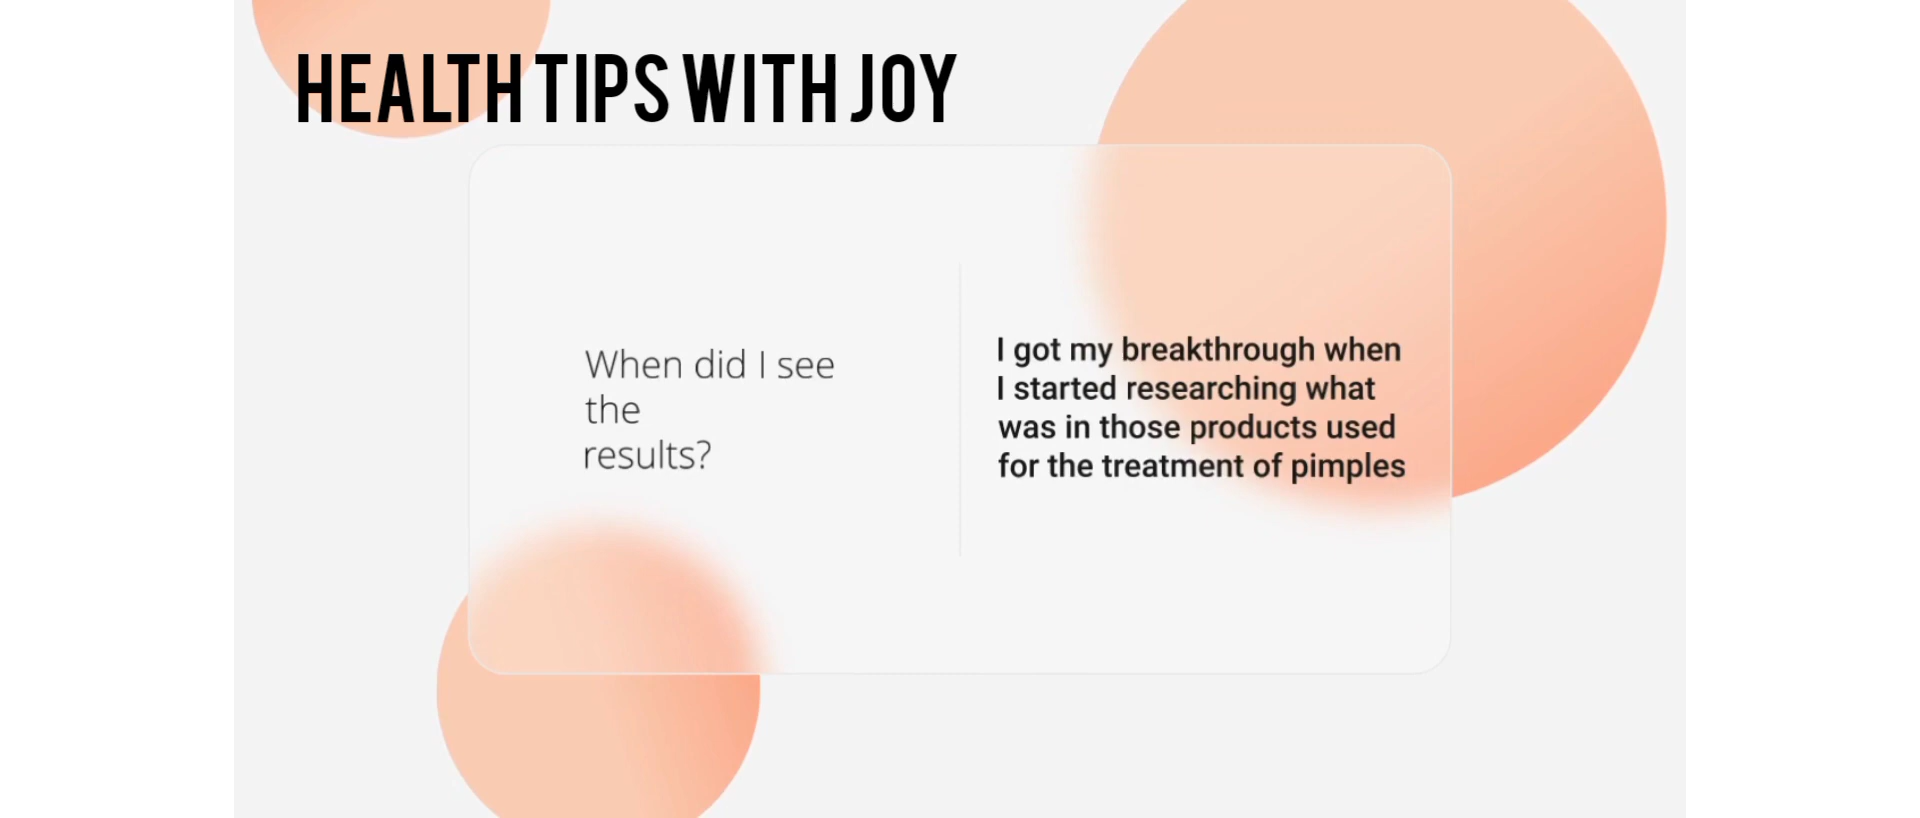 HEALTH TIPS WITH JOY
When did I see
the
results?
I got my breakthrough when
I started researching what
was in those products used
for the treatment of pimples